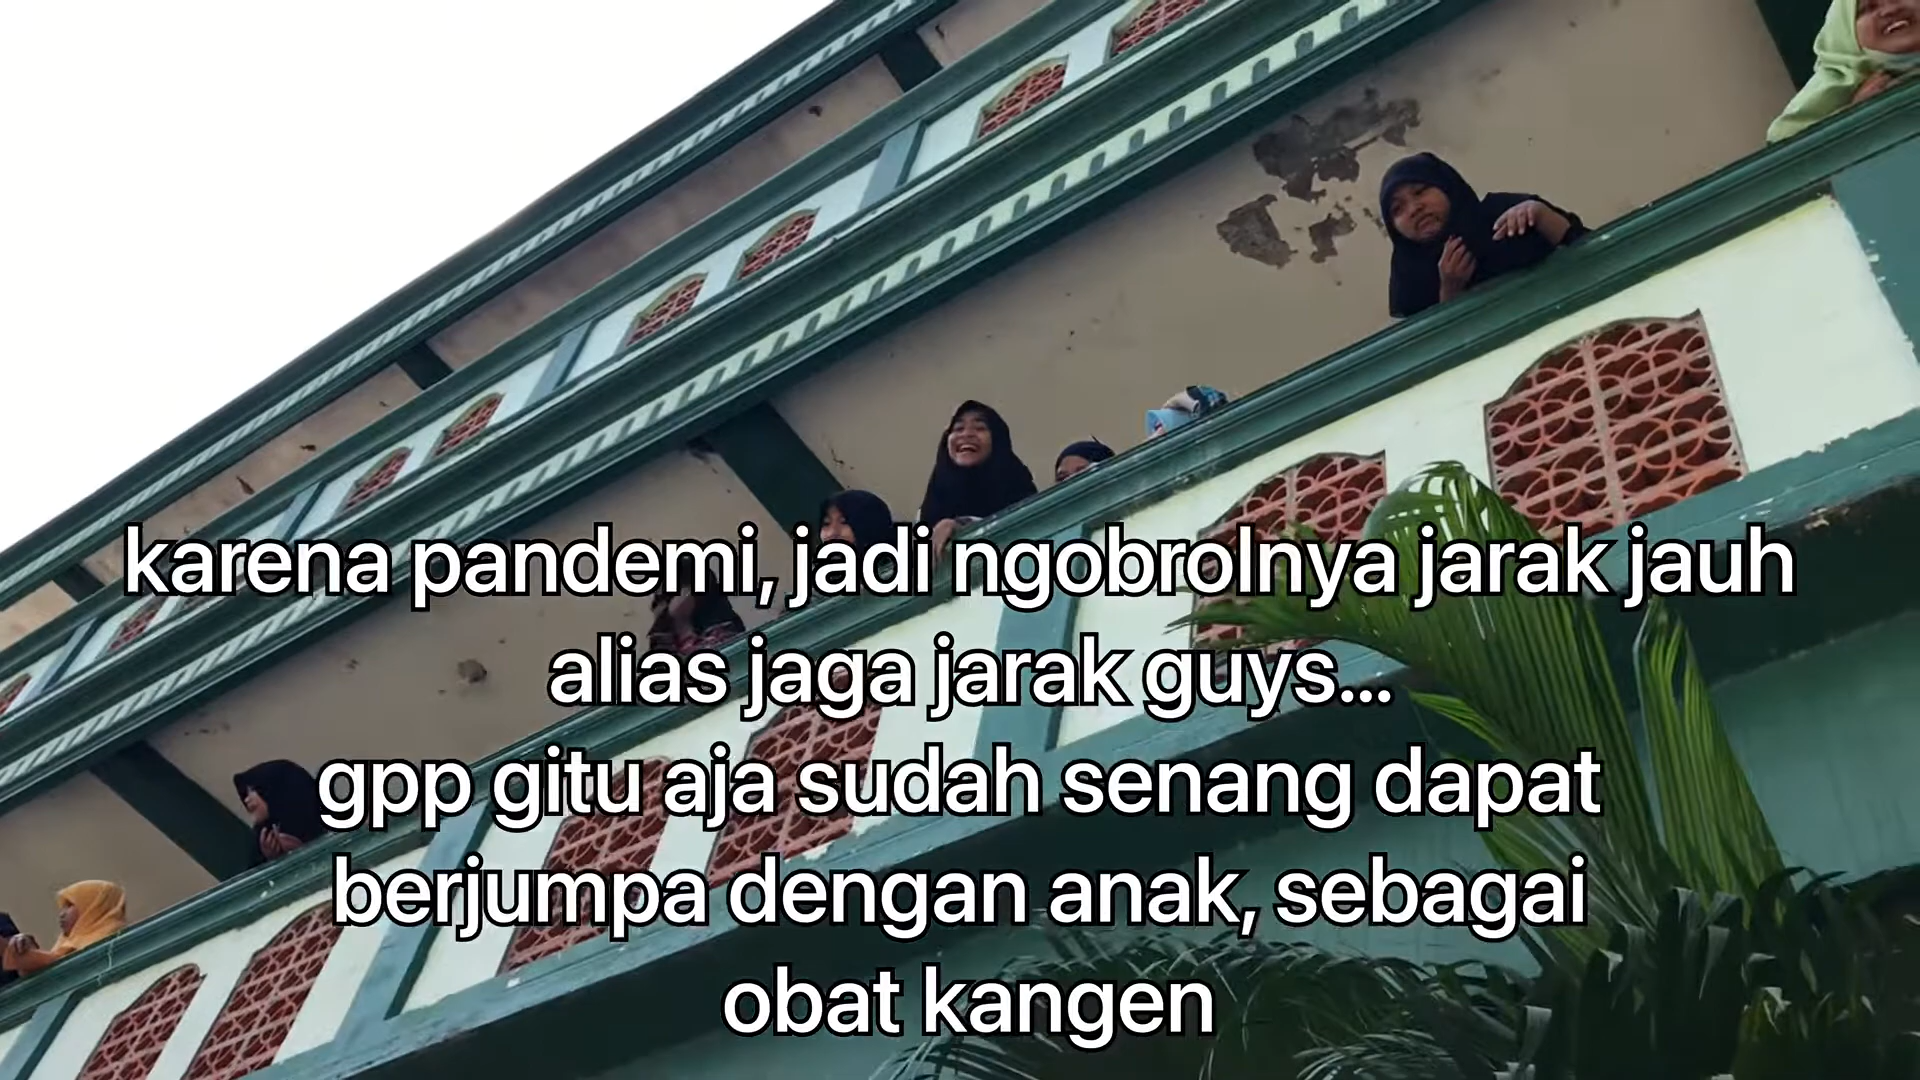 karena pandemi, jadi ngobrolnya jarak jauh
alias jaga jarak guys...
gpp gitu aja sudah senang dapat
berjumpa dengan anak, sebagai
obat kangen